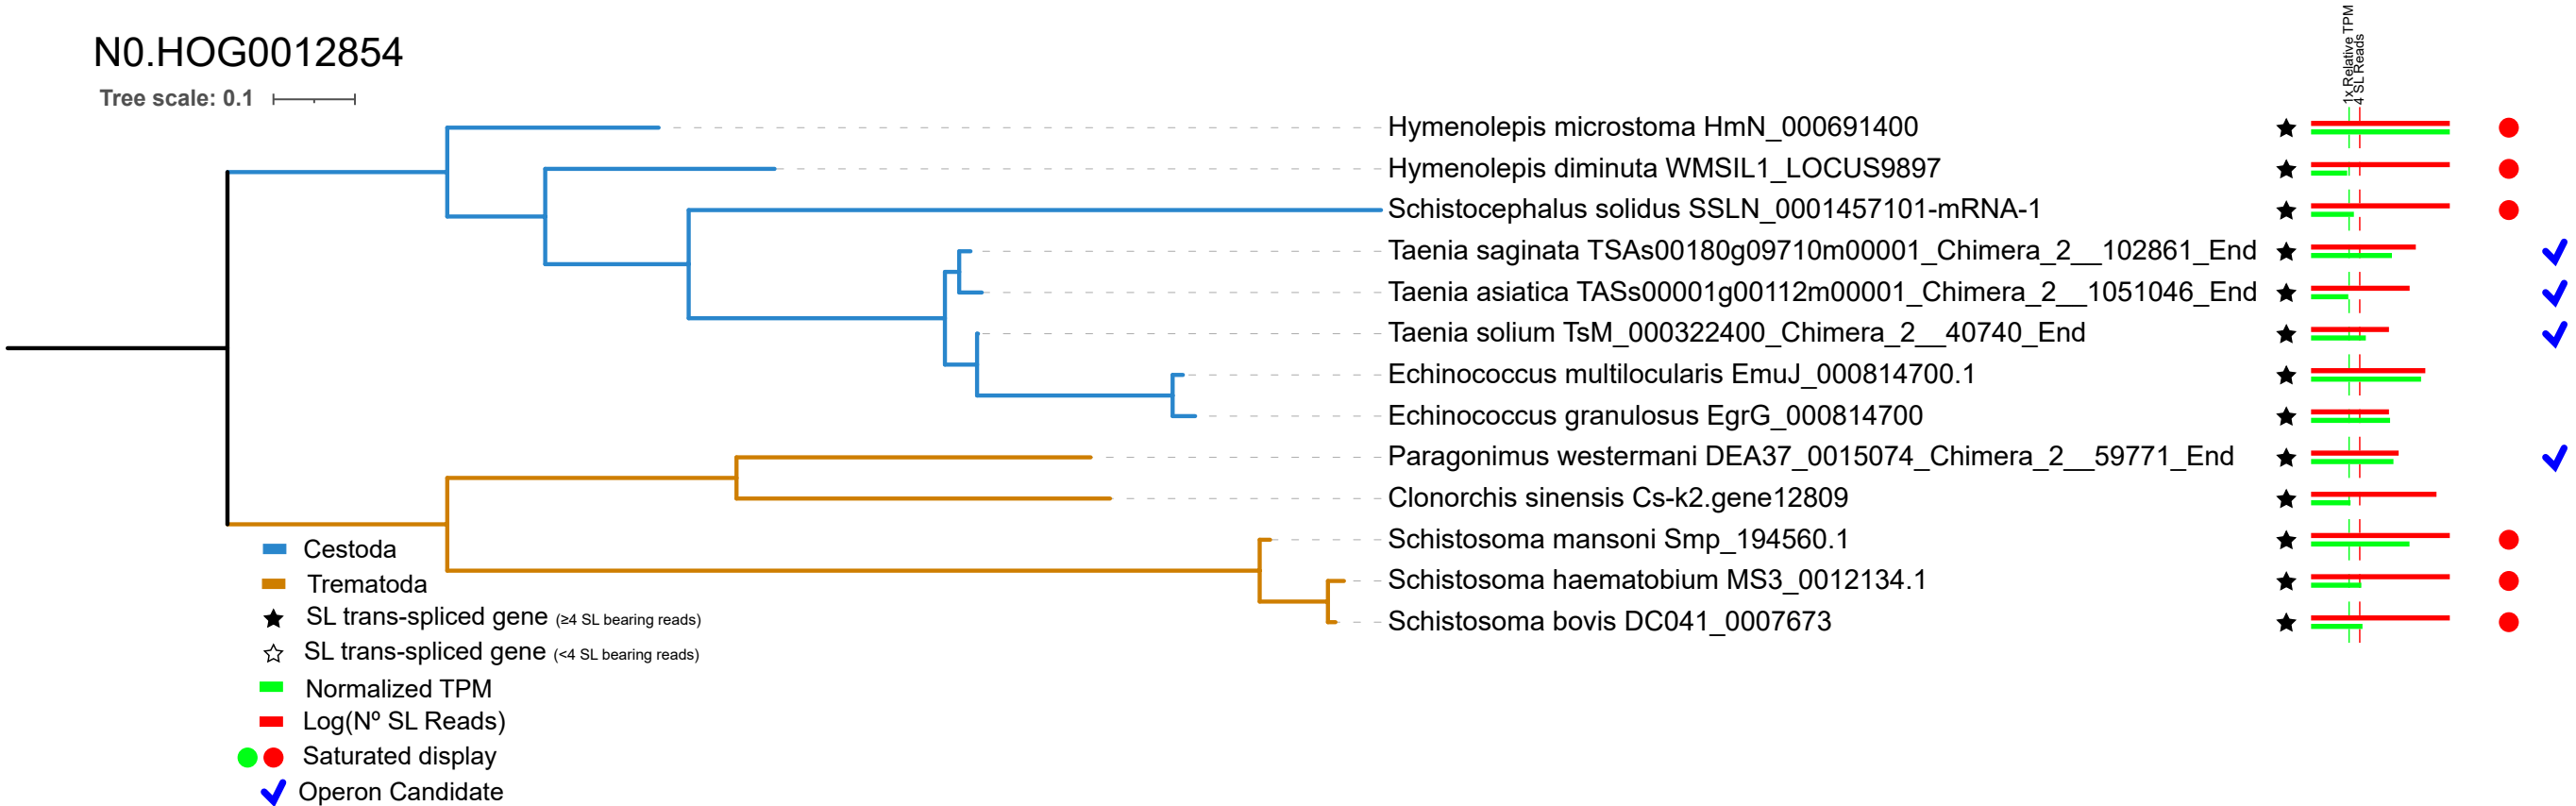 N0.HOG0012854
Tree scale: 0.1
1x Relative TPM
4 SL Reads
Hymenolepis microstoma HmN_000691400
Hymenolepis diminuta WMSIL1_LOCUS9897
Schistocephalus solidus SSLN_0001457101-mRNA-1
Taenia saginata TSAs00180g09710m00001_Chimera_2__102861_End
Taenia asiatica TASs00001g00112m00001_Chimera_2__1051046_End
Taenia solium TsM_000322400_Chimera_2__40740_End
Echinococcus multilocularis EmuJ_000814700.1
Echinococcus granulosus EgrG_000814700
Paragonimus westermani DEA37_0015074_Chimera_2__59771_End
Clonorchis sinensis Cs-k2.gene12809
Schistosoma mansoni Smp_194560.1
Schistosoma haematobium MS3_0012134.1
Schistosoma bovis DC041_0007673
Cestoda
Trematoda
SL trans-spliced gene (≥4 SL bearing reads)
SL trans-spliced gene (<4 SL bearing reads)
Normalized TPM
Log(Nº SL Reads)
Saturated display
Operon Candidate